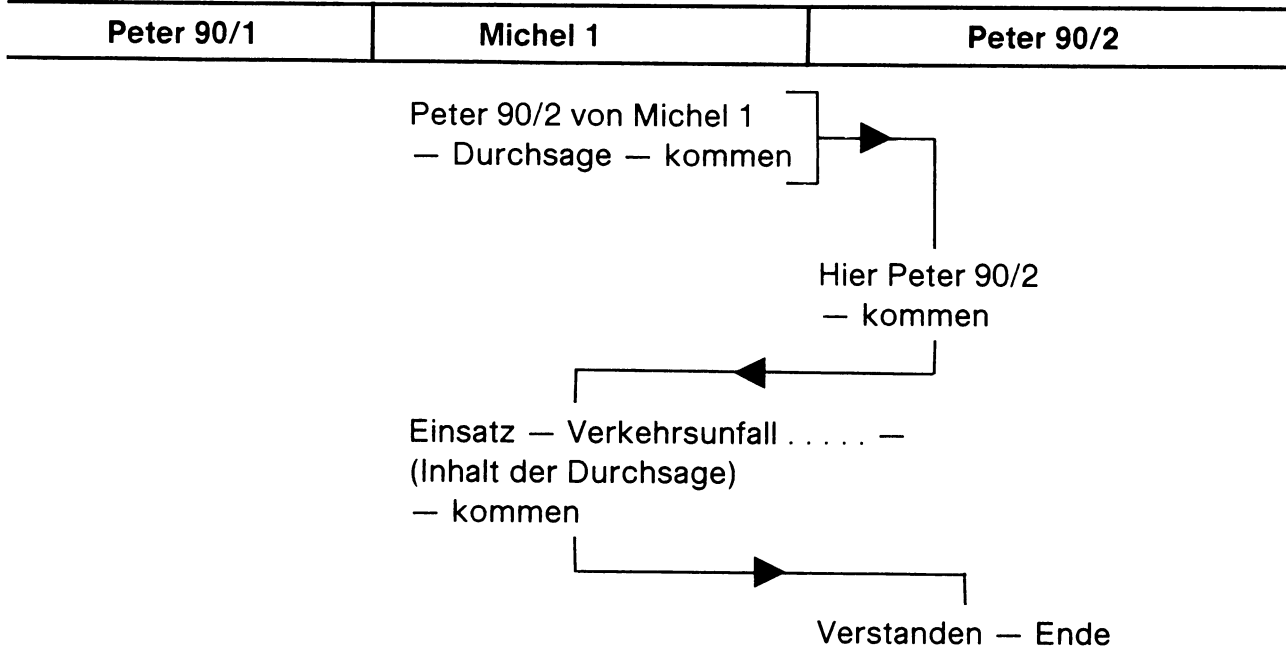 Peter 90/1 Michel 1 Peter 90/2
Peter 90/2 von Michel 1
— Durchsage — kommen
Hier Peter 90/2
— kommen
Einsatz — Verkehrsunfall . . . . . —
(Inhalt der Durchsage)
— kommen
Verstanden — Ende